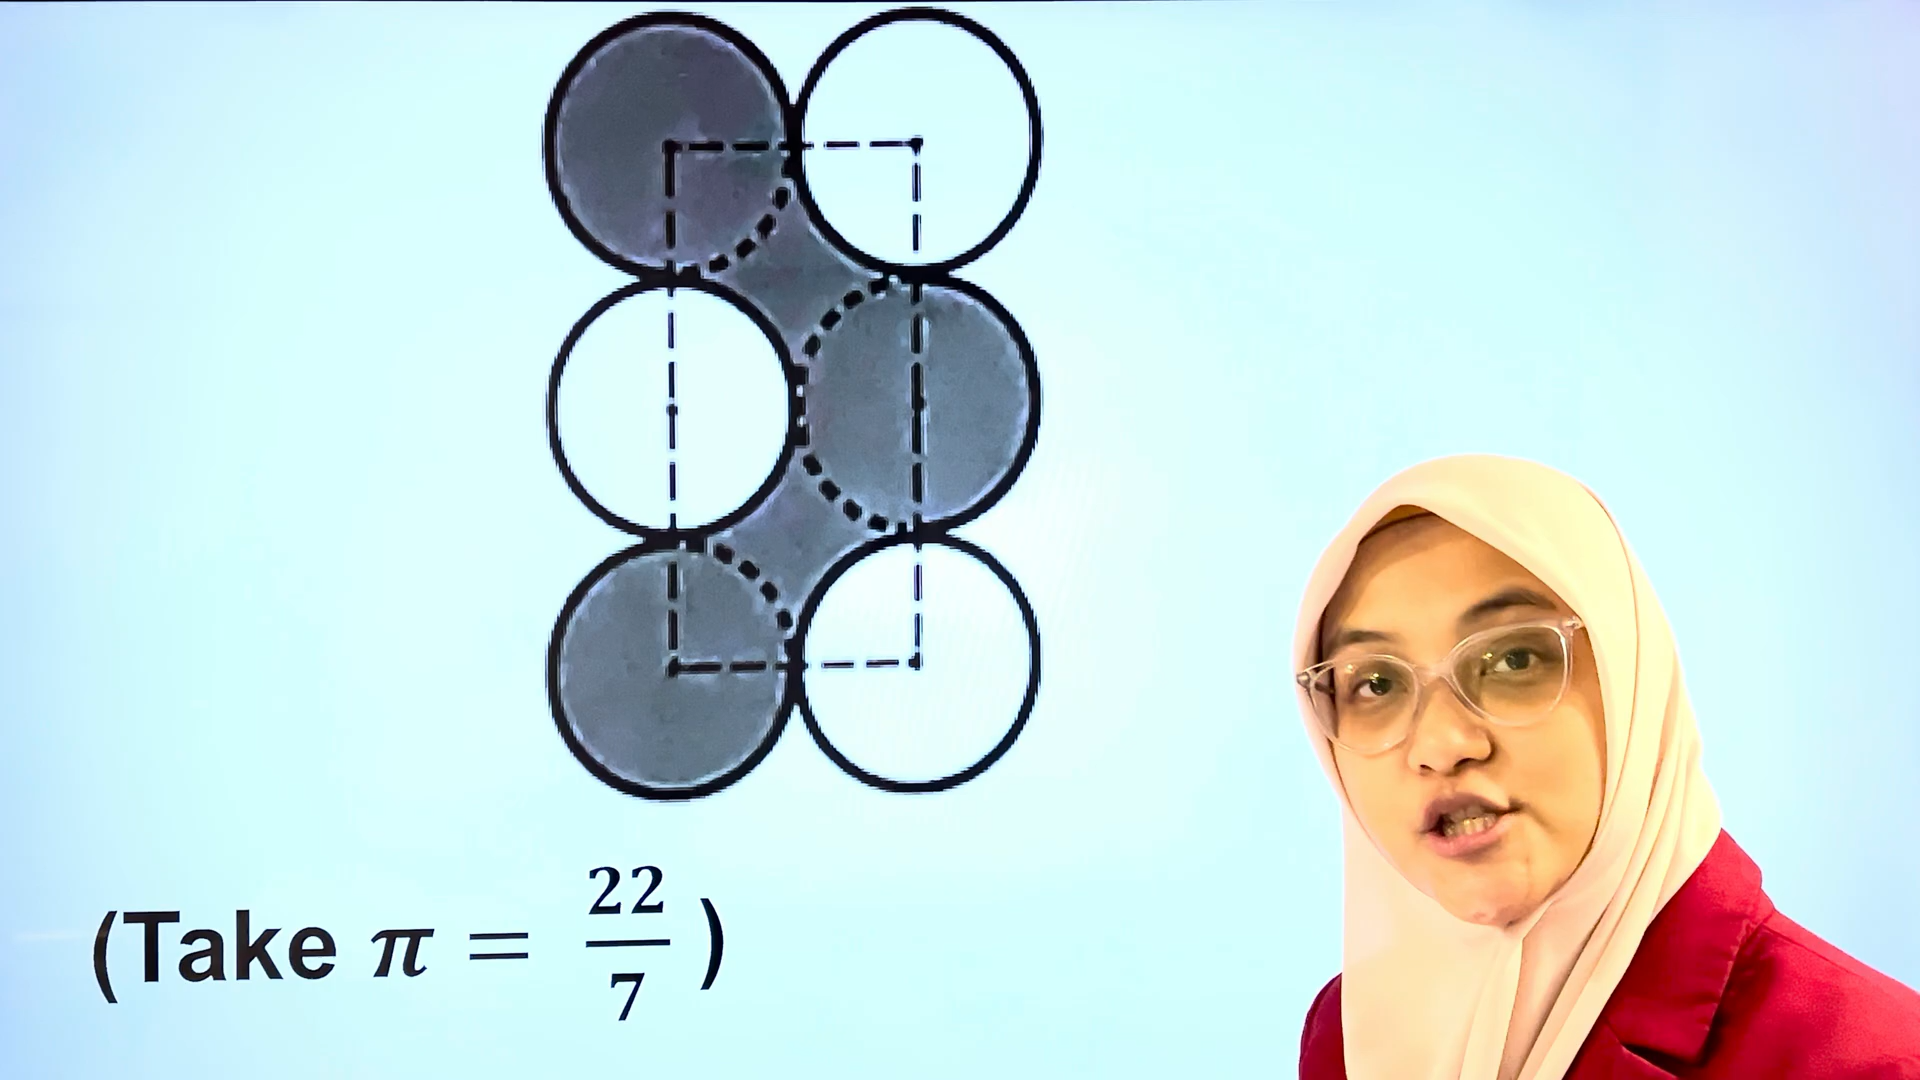 (Take π = 22/7)